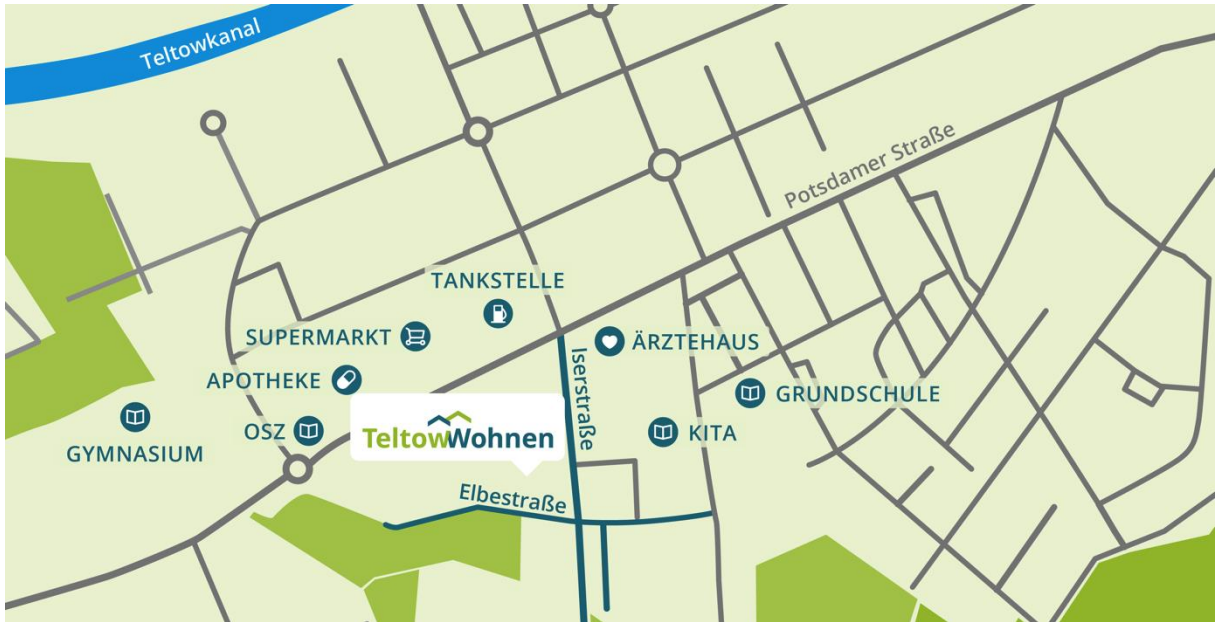 Teltowkanal
Potsdamer Straße
TANKSTELLE
SUPERMARKT
ÄRZTEHAUS
Iserstraße
APOTHEKE
GRUNDSCHULE
OSZ
TeltowWohnen
KITA
GYMNASIUM
Elbestraße